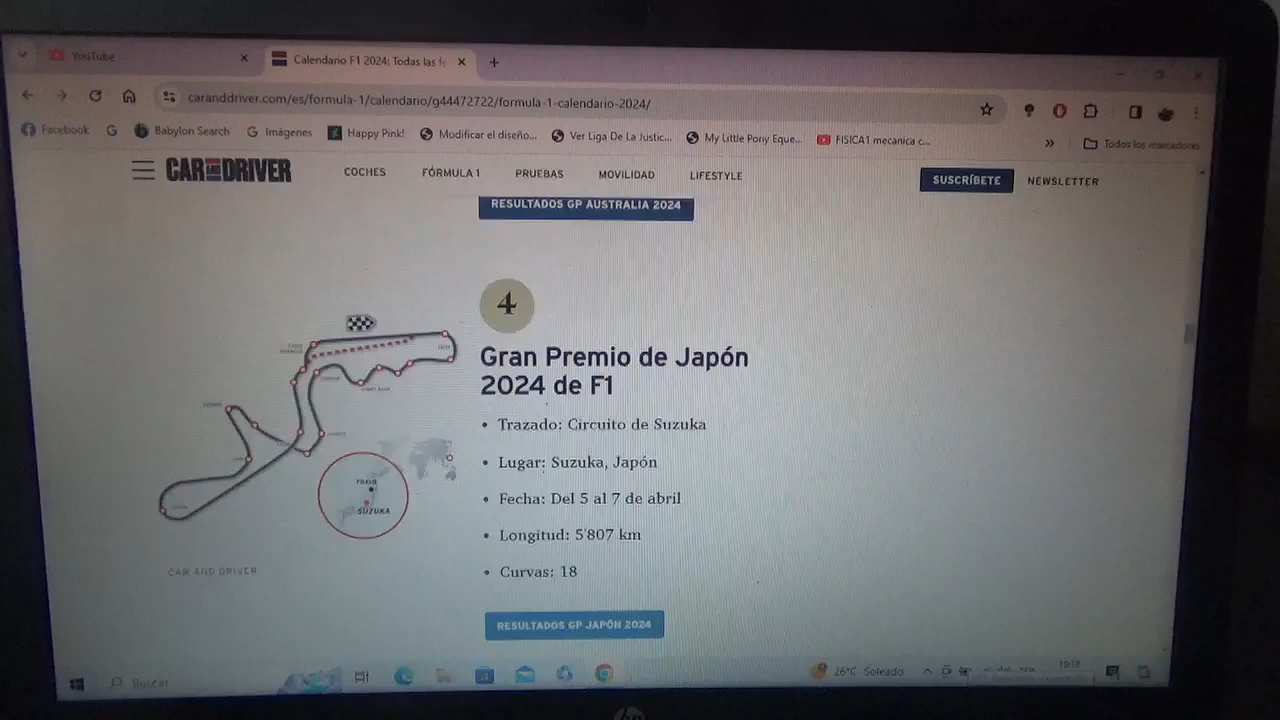 YouTube
Calendario F1 2024: Todas las f
caranddriver.com/es/formula-1/calendario/g44472722/formula-1-calendario-2024/
Facebook
Babylon Search
Imágenes
Happy Pink!
Modificar el diseño...
Ver Liga De La Justic...
My Little Pony Eque...
FISICA1 mecanica c...
»
Todos los marcadores
CAR AND DRIVER
COCHES
FÓRMULA 1
PRUEBAS
MOVILIDAD
LIFESTYLE
SUSCRÍBETE
NEWSLETTER
RESULTADOS GP AUSTRALIA 2024
4
Gran Premio de Japón
2024 de F1
• Trazado: Circuito de Suzuka
• Lugar: Suzuka, Japón
• Fecha: Del 5 al 7 de abril
• Longitud: 5'807 km
• Curvas: 18
TOKIO
SUZUKA
CAR AND DRIVER
RESULTADOS GP JAPÓN 2024
Buscar
26°C Soleado
hp